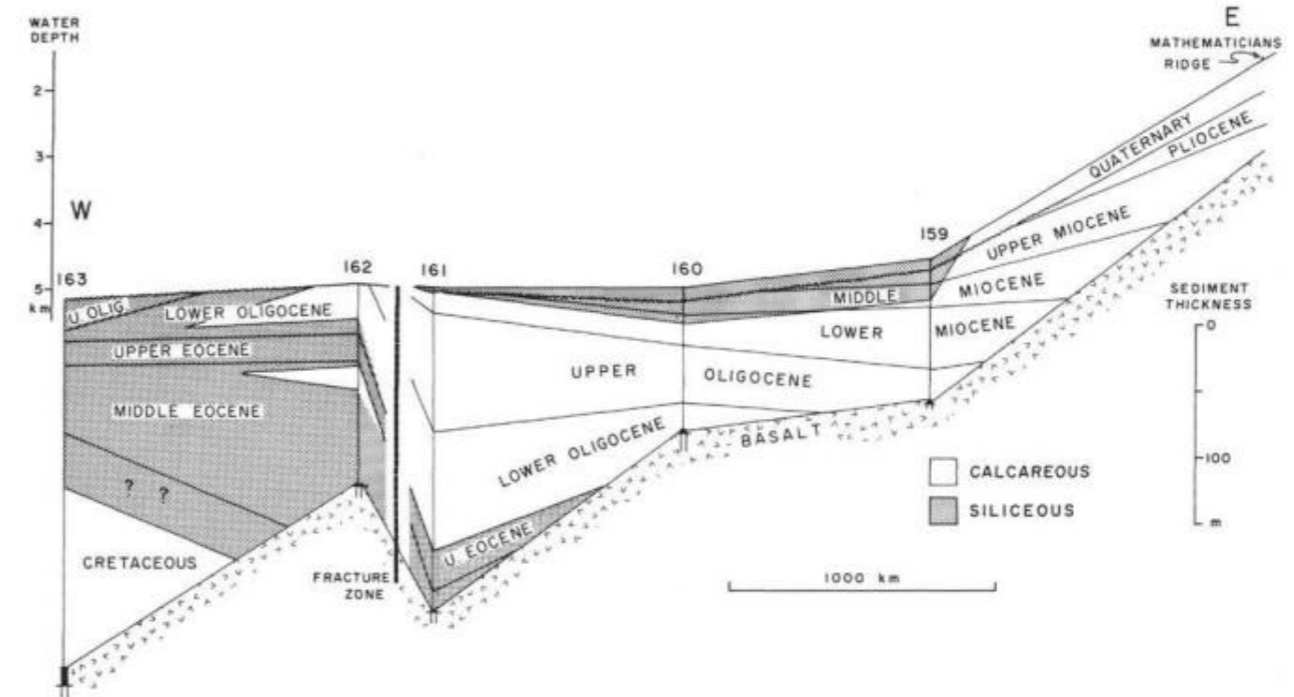 WATER
DEPTH
E
MATHEMATICIANS
RIDGE
2
3
4
5
km
W
163
162
161
160
159
QUATERNARY
PLIOCENE
UPPER MIOCENE
MIDDLE MIOCENE
LOWER MIOCENE
U. OLIG
LOWER OLIGOCENE
UPPER EOCENE
MIDDLE EOCENE
? ?
CRETACEOUS
UPPER OLIGOCENE
LOWER OLIGOCENE
U. EOCENE
BASALT
FRACTURE
ZONE
SEDIMENT
THICKNESS
0
100
m
CALCAREOUS
SILICEOUS
1000 km